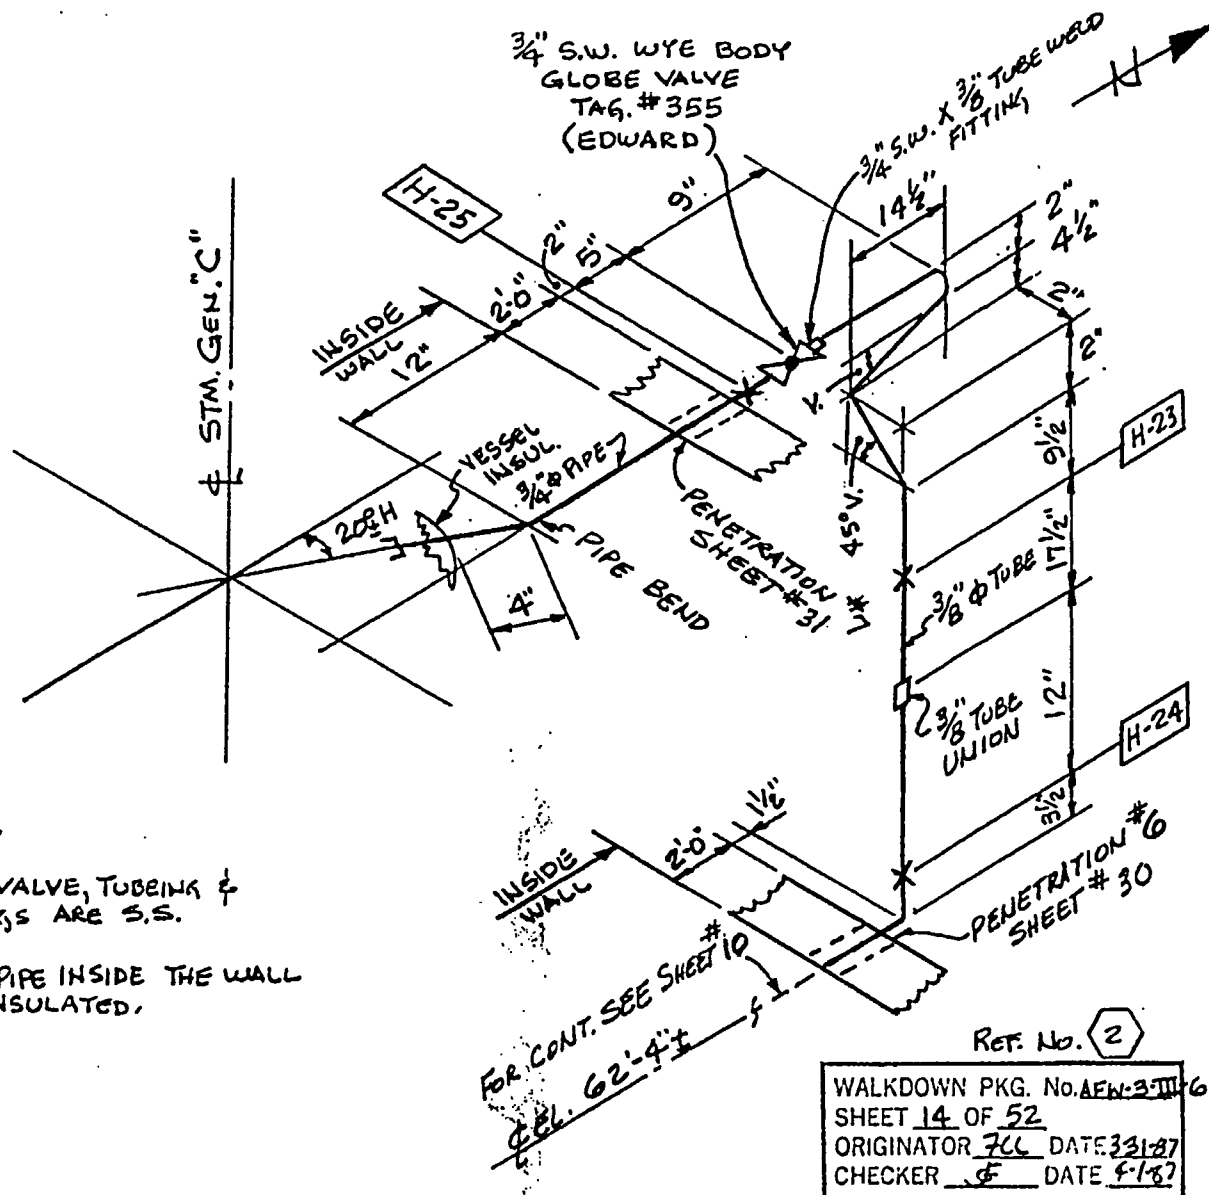 3/4" S.W. WYE BODY
GLOBE VALVE
TAG. #355
(EDWARD)
3/4" S.W. X 3/8" TUBE WELD
FITTING
N
H-25
9"
14 1/2"
2"
4 1/2"
2"
5"
2'-0"
2"
2"
INSIDE
WALL
12"
℄ STM. GEN. "C"
9 1/2"
H-23
VESSEL
INSUL.
3/4" Φ PIPE
45° V.
V.
20° H
PIPE BEND
PENETRATION #7
SHEET #31
17 1/2"
3/8" Φ TUBE
4"
3/8" TUBE
UNION
12"
H-24
3 1/2"
1 1/2"
2'-0"
INSIDE
WALL
PENETRATION #6
SHEET #30
VALVE, TUBEING &
GS ARE S.S.
PIPE INSIDE THE WALL
NSULATED.
FOR CONT. SEE SHEET #10
℄ EL. 62'-4"±
REF. No. 2
WALKDOWN PKG. No. AFW-3-III-6
SHEET 14 OF 52
ORIGINATOR DATE 3-31-87
CHECKER DATE 4-1-87